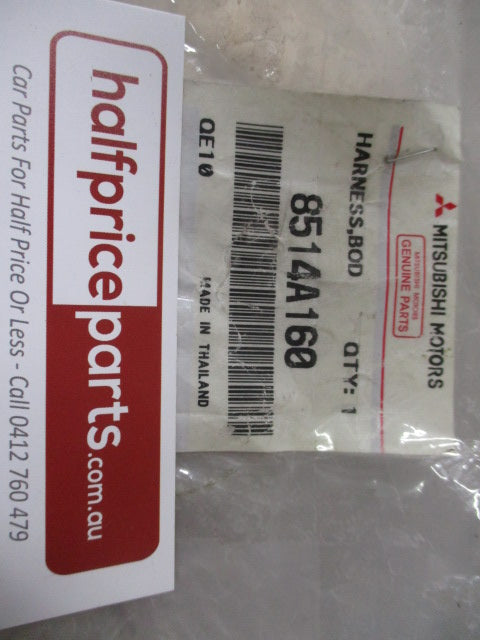 MITSUBISHI MOTORS
MITSUBISHI MOTORS
GENUINE PARTS
HARNESS,BOD QTY: 1
8514A160
QE10 MADE IN THAILAND
halfpriceparts.com.au
Car Parts For Half Price Or Less - Call 0412 760 479